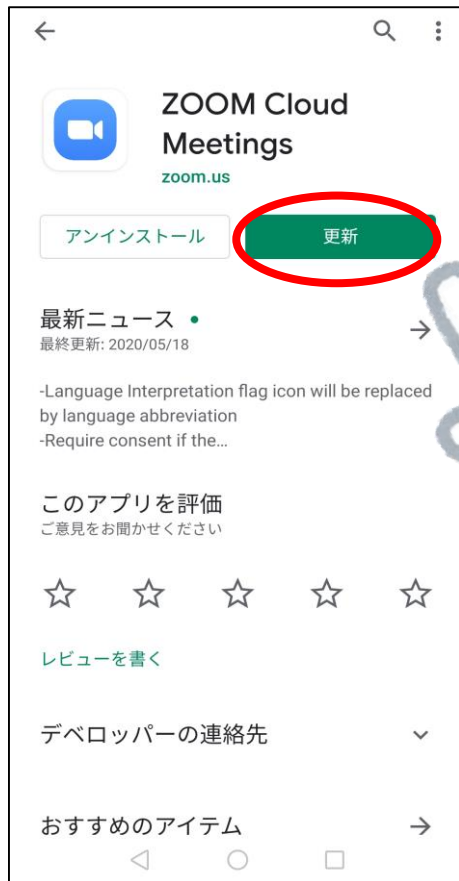 ZOOM Cloud
Meetings
zoom.us
アンインストール
更新
最新ニュース •
最終更新: 2020/05/18
-Language Interpretation flag icon will be replaced
by language abbreviation
-Require consent if the…
このアプリを評価
ご意見をお聞かせください
レビューを書く
デベロッパーの連絡先
おすすめのアイテム